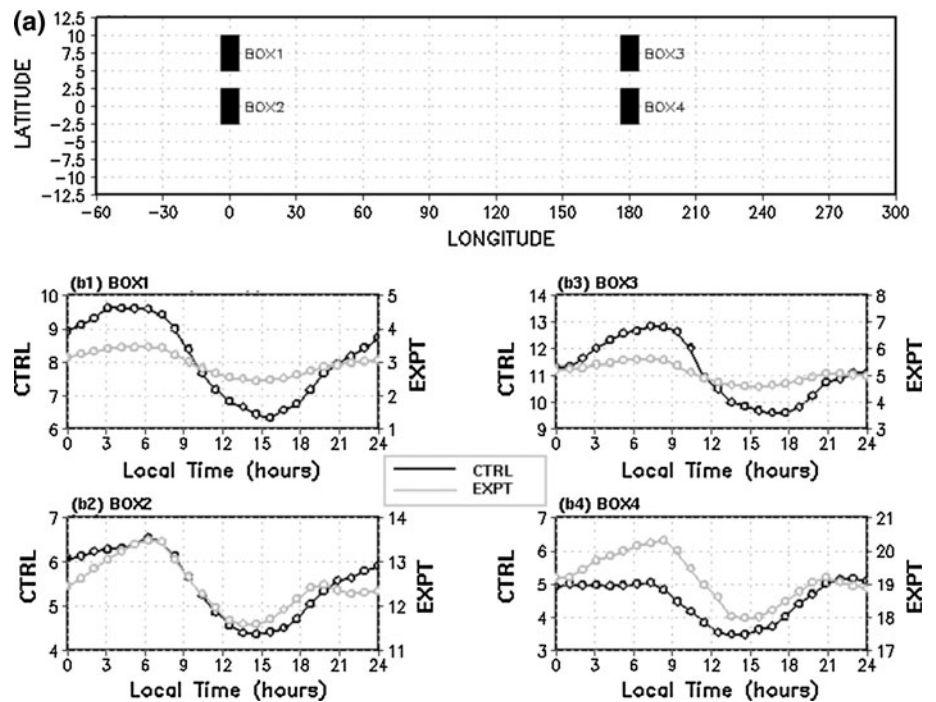 (a)
12.5
10
7.5
5
2.5
0
-2.5
-5
-7.5
-10
-12.5
LATITUDE
BOX1
BOX3
BOX2
BOX4
-60 -30 0 30 60 90 120 150 180 210 240 270 300
LONGITUDE
(b1) BOX1
10
9
8
7
6
CTRL
5
4
3
2
1
EXPT
0 3 6 9 12 15 18 21 24
Local Time (hours)
(b3) BOX3
14
13
12
11
10
9
CTRL
8
7
6
5
4
3
EXPT
0 3 6 9 12 15 18 21 24
Local Time (hours)
CTRL
EXPT
(b2) BOX2
7
6
5
4
CTRL
14
13
12
11
EXPT
0 3 6 9 12 15 18 21 24
Local Time (hours)
(b4) BOX4
7
6
5
4
3
CTRL
21
20
19
18
17
EXPT
0 3 6 9 12 15 18 21 24
Local Time (hours)